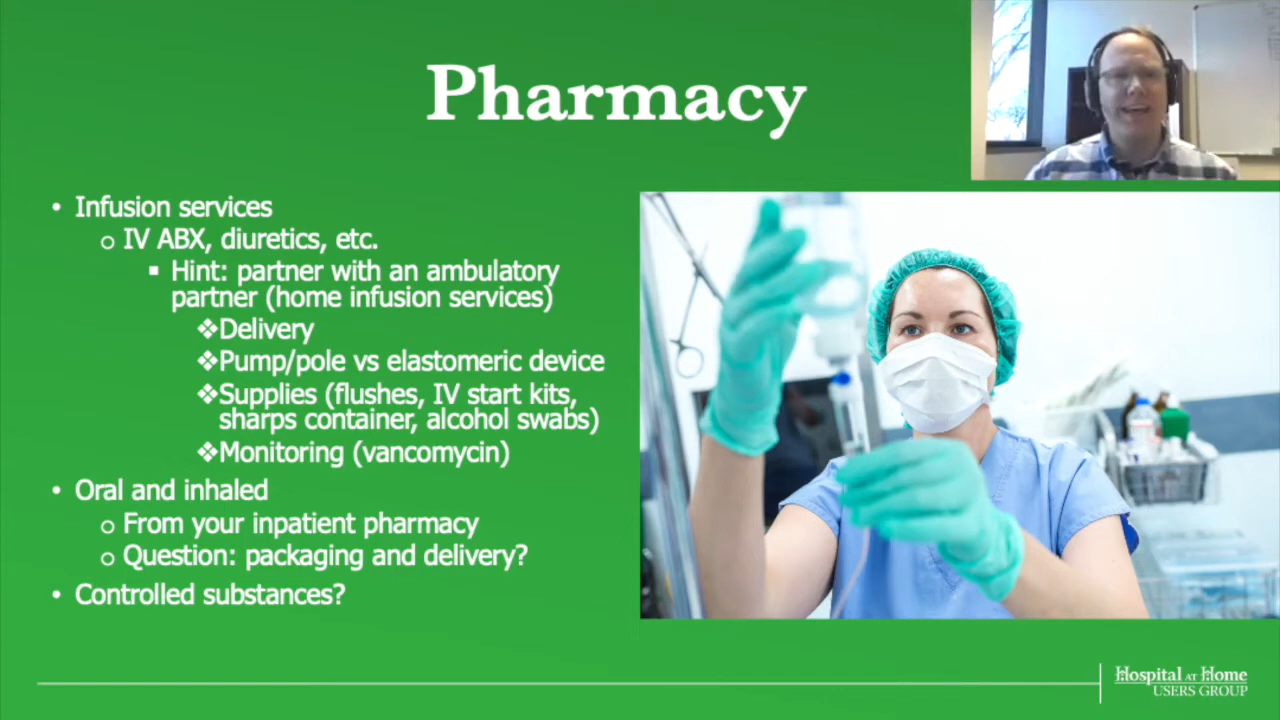 Pharmacy
• Infusion services
o IV ABX, diuretics, etc.
▪ Hint: partner with an ambulatory
partner (home infusion services)
❖Delivery
❖Pump/pole vs elastomeric device
❖Supplies (flushes, IV start kits,
sharps container, alcohol swabs)
❖Monitoring (vancomycin)
• Oral and inhaled
o From your inpatient pharmacy
o Question: packaging and delivery?
• Controlled substances?
Hospital AT Home
USERS GROUP